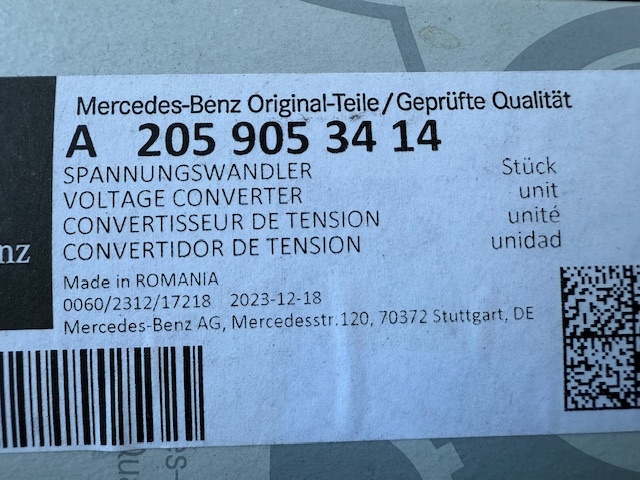 Mercedes-Benz Original-Teile/Geprüfte Qualität
A 205 905 34 14
SPANNUNGSWANDLER Stück
VOLTAGE CONVERTER unit
CONVERTISSEUR DE TENSION unité
CONVERTIDOR DE TENSION unidad
nz
Made in ROMANIA
0060/2312/17218 2023-12-18
Mercedes-Benz AG, Mercedesstr.120, 70372 Stuttgart, DE